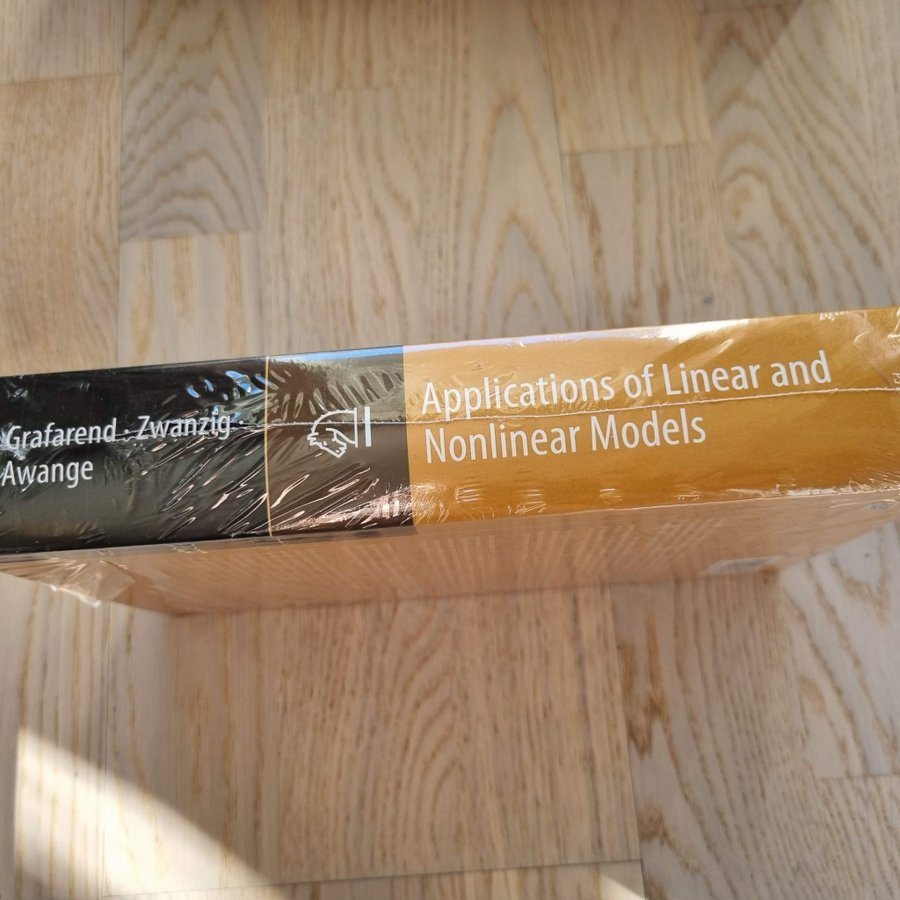 Grafarend · Zwanzig ·
Awange
Applications of Linear and
Nonlinear Models